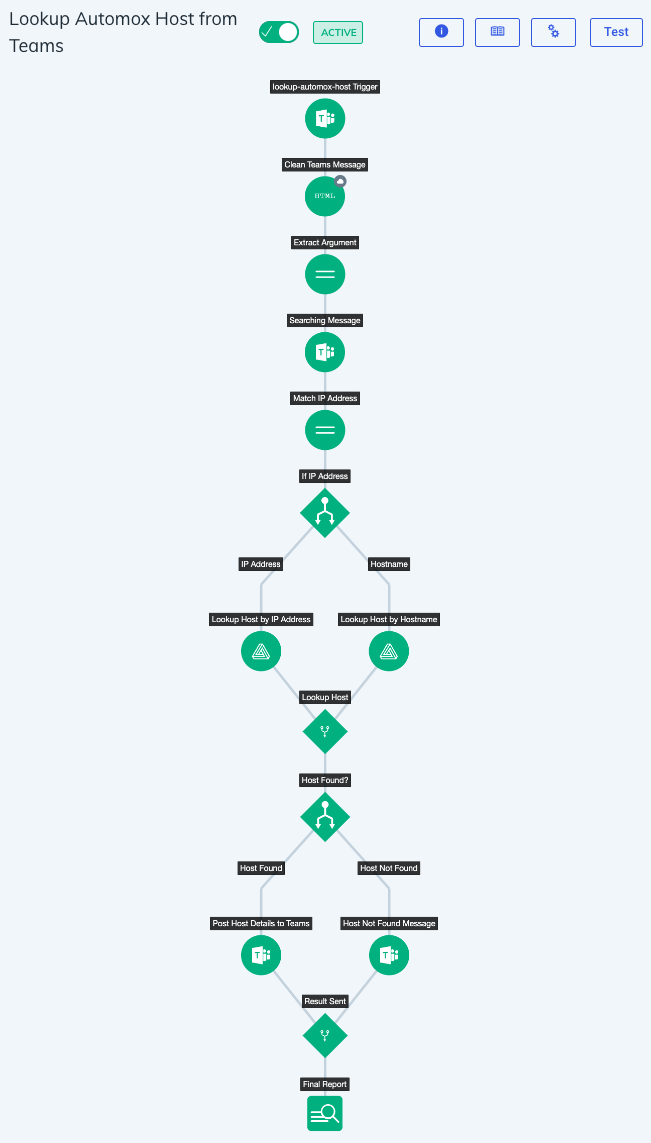 Lookup Automox Host from
Teams
ACTIVE
i
Test
lookup-automox-host Trigger
T
Clean Teams Message
HTML
Extract Argument
Searching Message
T
Match IP Address
If IP Address
IP Address
Hostname
Lookup Host by IP Address
Lookup Host by Hostname
Lookup Host
Host Found?
Host Found
Host Not Found
Post Host Details to Teams
Host Not Found Message
T
T
Result Sent
Final Report